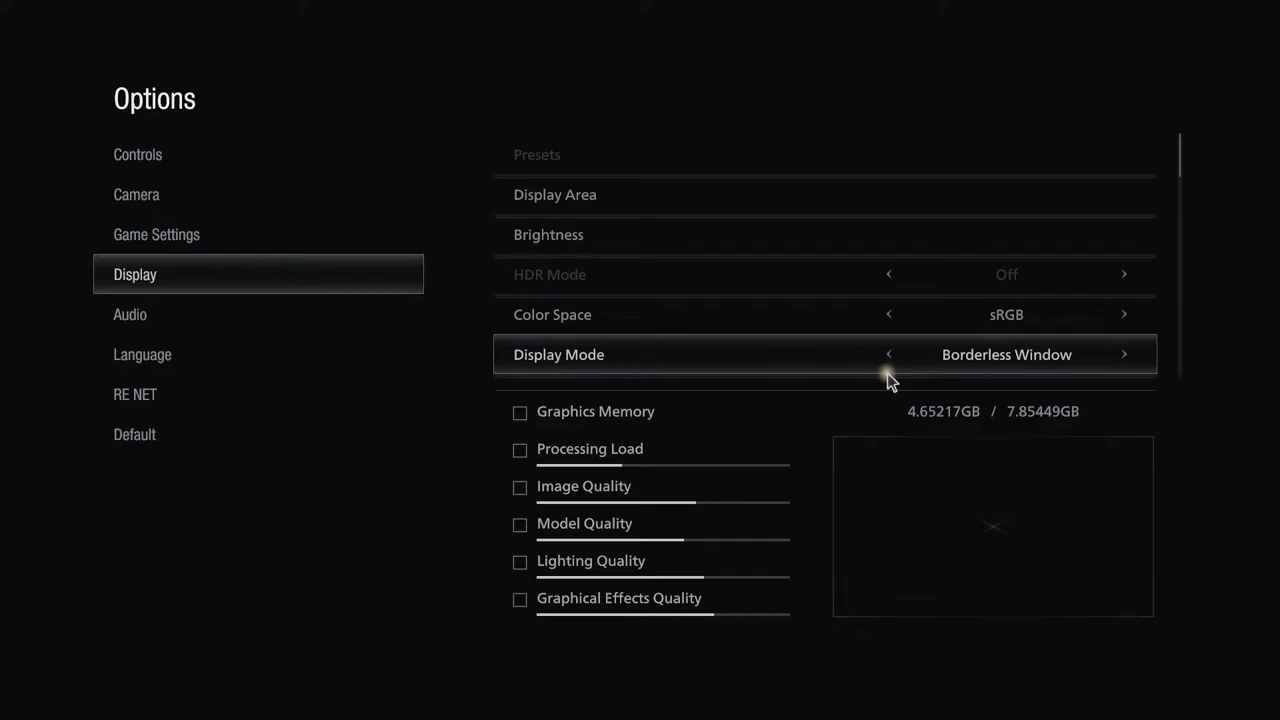 Options
Controls
Camera
Game Settings
Display
Audio
Language
RE NET
Default
Presets
Display Area
Brightness
HDR Mode Off
Color Space sRGB
Display Mode Borderless Window
Graphics Memory 4.65217GB / 7.85449GB
Processing Load
Image Quality
Model Quality
Lighting Quality
Graphical Effects Quality